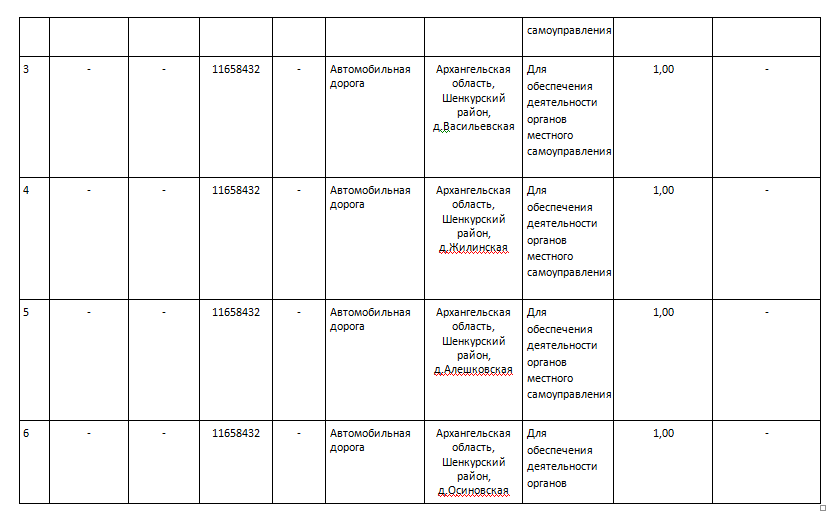 самоуправления
3 - - 11658432 - Автомобильная Архангельская Для 1,00 -
дорога область, обеспечения
Шенкурский деятельности
район, органов
д.Васильевская местного
самоуправления
4 - - 11658432 - Автомобильная Архангельская Для 1,00 -
дорога область, обеспечения
Шенкурский деятельности
район, органов
д.Жилинская местного
самоуправления
5 - - 11658432 - Автомобильная Архангельская Для 1,00 -
дорога область, обеспечения
Шенкурский деятельности
район, органов
д.Алешковская местного
самоуправления
6 - - 11658432 - Автомобильная Архангельская Для 1,00 -
дорога область, обеспечения
Шенкурский деятельности
район, органов
д.Осиновская